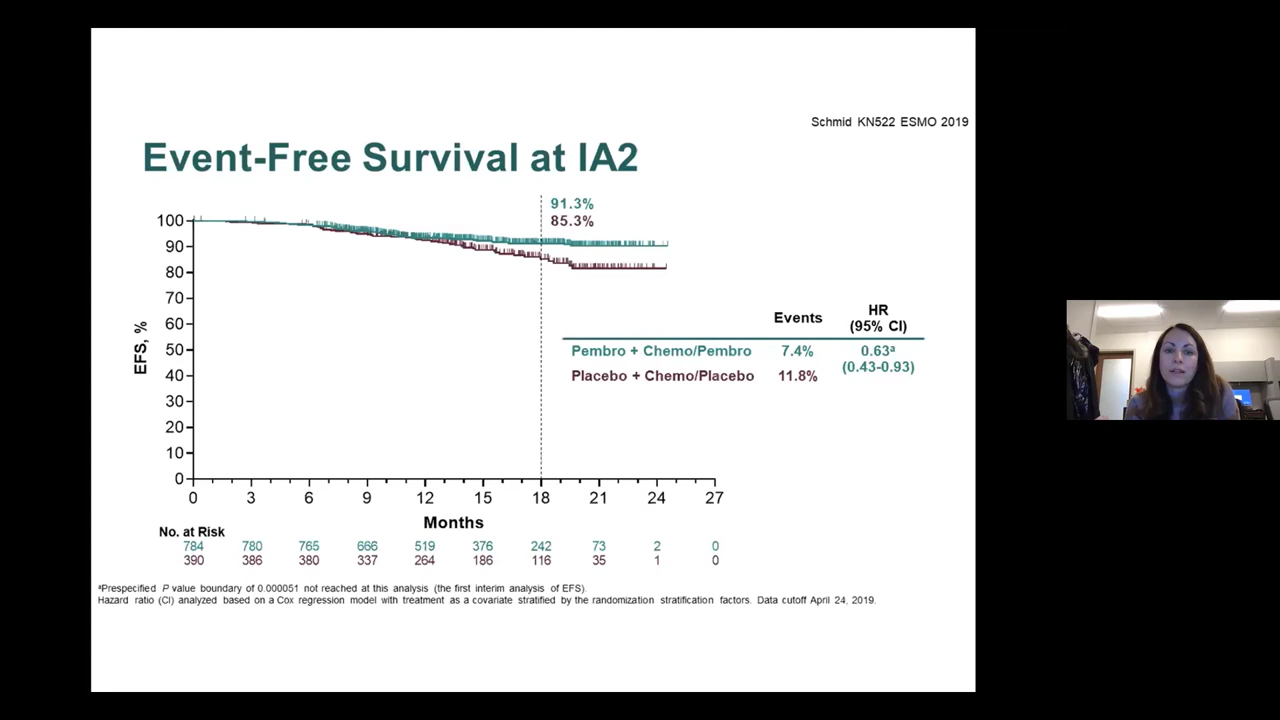 Schmid KN522 ESMO 2019
Event-Free Survival at IA2
91.3%
85.3%
100
90
80
70
60
50
40
30
20
10
0
EFS, %
0 3 6 9 12 15 18 21 24 27
Months
Events HR (95% CI)
Pembro + Chemo/Pembro 7.4% 0.63ᵃ (0.43-0.93)
Placebo + Chemo/Placebo 11.8%
No. at Risk
784 780 765 666 519 376 242 73 2 0
390 386 380 337 264 186 116 35 1 0
ᵃPrespecified P value boundary of 0.000051 not reached at this analysis (the first interim analysis of EFS).
Hazard ratio (CI) analyzed based on a Cox regression model with treatment as a covariate stratified by the randomization stratification factors. Data cutoff April 24, 2019.